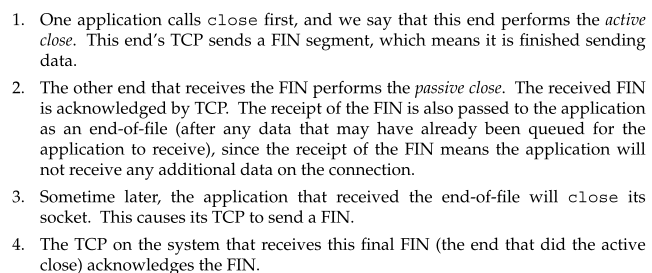 1. One application calls close first, and we say that this end performs the active
close. This end's TCP sends a FIN segment, which means it is finished sending
data.
2. The other end that receives the FIN performs the passive close. The received FIN
is acknowledged by TCP. The receipt of the FIN is also passed to the application
as an end-of-file (after any data that may have already been queued for the
application to receive), since the receipt of the FIN means the application will
not receive any additional data on the connection.
3. Sometime later, the application that received the end-of-file will close its
socket. This causes its TCP to send a FIN.
4. The TCP on the system that receives this final FIN (the end that did the active
close) acknowledges the FIN.